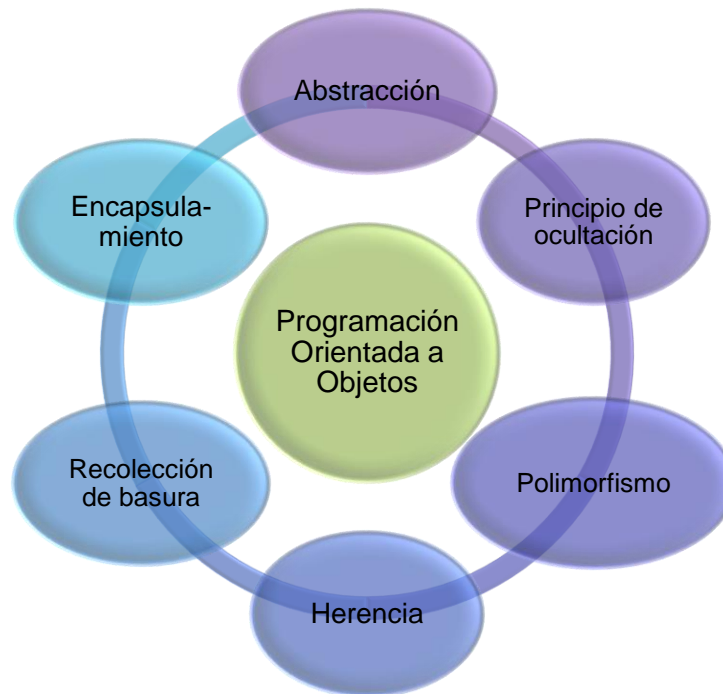 Abstracción
Encapsula-
miento
Principio de
ocultación
Programación
Orientada a
Objetos
Recolección
de basura
Polimorfismo
Herencia